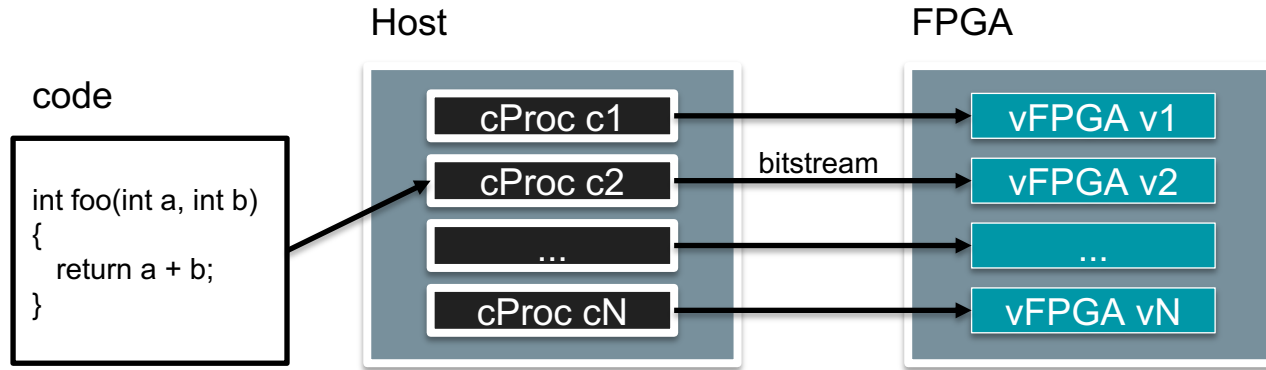 Host
FPGA
code
int foo(int a, int b)
{
return a + b;
}
cProc c1
cProc c2
...
cProc cN
bitstream
vFPGA v1
vFPGA v2
...
vFPGA vN